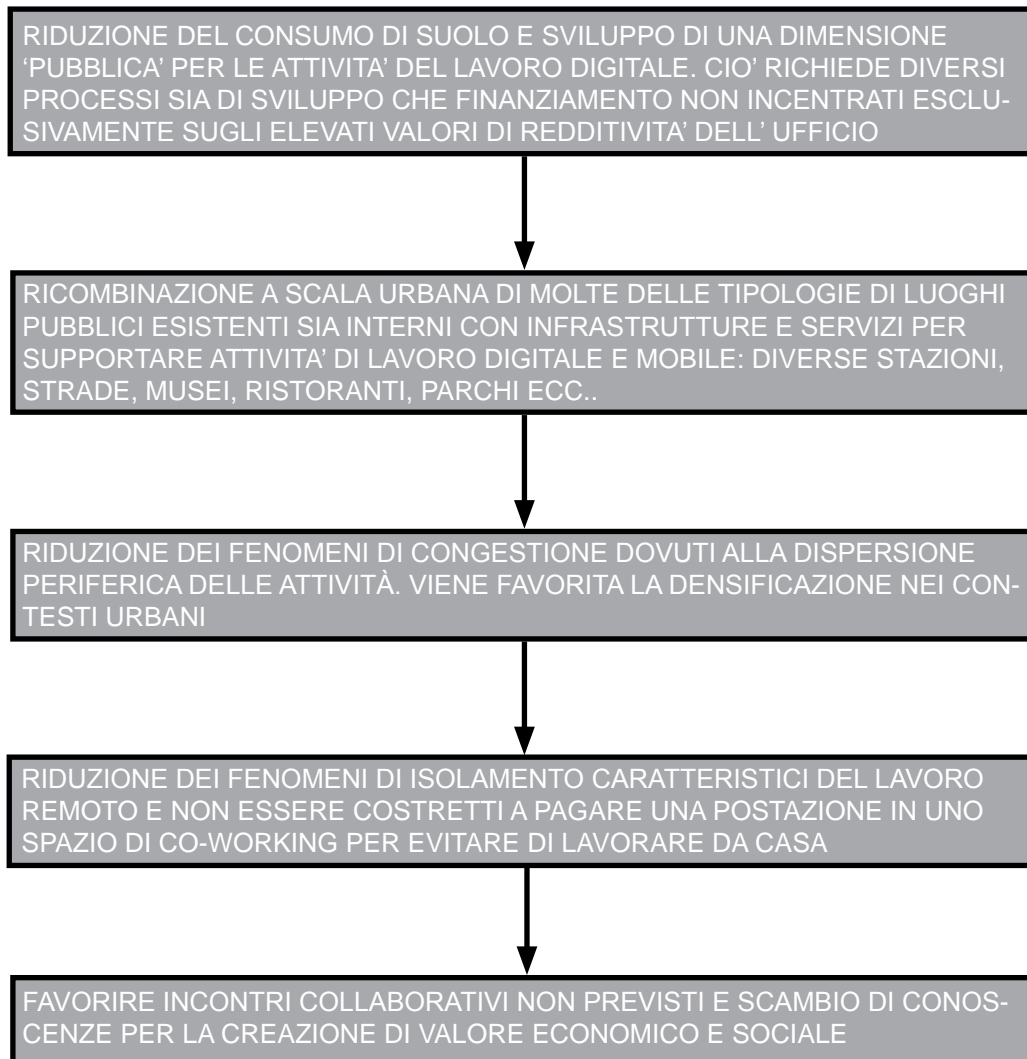 RIDUZIONE DEL CONSUMO DI SUOLO E SVILUPPO DI UNA DIMENSIONE
‘PUBBLICA’ PER LE ATTIVITA’ DEL LAVORO DIGITALE. CIO’ RICHIEDE DIVERSI
PROCESSI SIA DI SVILUPPO CHE FINANZIAMENTO NON INCENTRATI ESCLU-
SIVAMENTE SUGLI ELEVATI VALORI DI REDDITIVITA’ DELL’ UFFICIO
RICOMBINAZIONE A SCALA URBANA DI MOLTE DELLE TIPOLOGIE DI LUOGHI
PUBBLICI ESISTENTI SIA INTERNI CON INFRASTRUTTURE E SERVIZI PER
SUPPORTARE ATTIVITA’ DI LAVORO DIGITALE E MOBILE: DIVERSE STAZIONI,
STRADE, MUSEI, RISTORANTI, PARCHI ECC..
RIDUZIONE DEI FENOMENI DI CONGESTIONE DOVUTI ALLA DISPERSIONE
PERIFERICA DELLE ATTIVITÀ. VIENE FAVORITA LA DENSIFICAZIONE NEI CON-
TESTI URBANI
RIDUZIONE DEI FENOMENI DI ISOLAMENTO CARATTERISTICI DEL LAVORO
REMOTO E NON ESSERE COSTRETTI A PAGARE UNA POSTAZIONE IN UNO
SPAZIO DI CO-WORKING PER EVITARE DI LAVORARE DA CASA
FAVORIRE INCONTRI COLLABORATIVI NON PREVISTI E SCAMBIO DI CONOS-
CENZE PER LA CREAZIONE DI VALORE ECONOMICO E SOCIALE